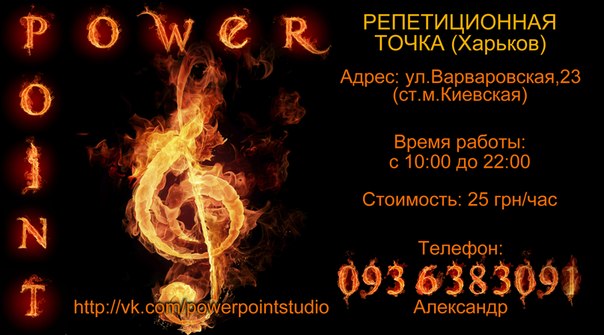 POWER
POINT
РЕПЕТИЦИОННАЯ
ТОЧКА (Харьков)
Адрес: ул.Варваровская,23
(ст.м.Киевская)
Время работы:
с 10:00 до 22:00
Стоимость: 25 грн/час
Телефон:
093 6383091
Александр
http://vk.com/powerpointstudio